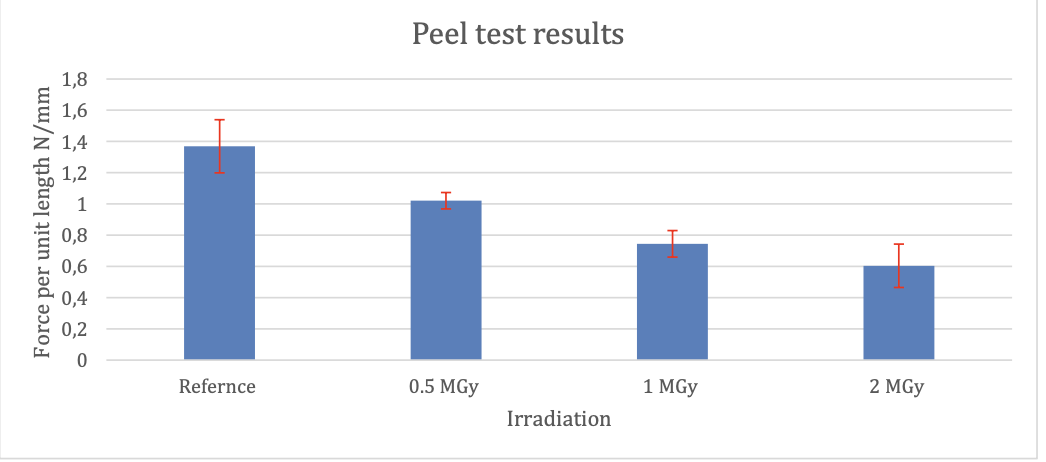 Peel test results
Force per unit length N/mm
1,8
1,6
1,4
1,2
1
0,8
0,6
0,4
0,2
0
Refernce
0.5 MGy
1 MGy
2 MGy
Irradiation